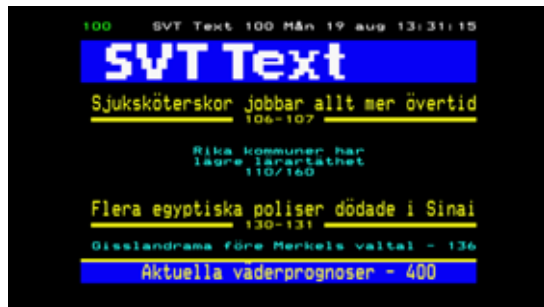 100 SVT Text 100 Mån 19 aug 13:31:15
SVT Text
Sjuksköterskor jobbar allt mer övertid
106-107
Rika kommuner har
lägre lärartäthet
110/160
Flera egyptiska poliser dödade i Sinai
130-131
Gisslandrama före Merkels valtal - 136
Aktuella väderprognoser - 400